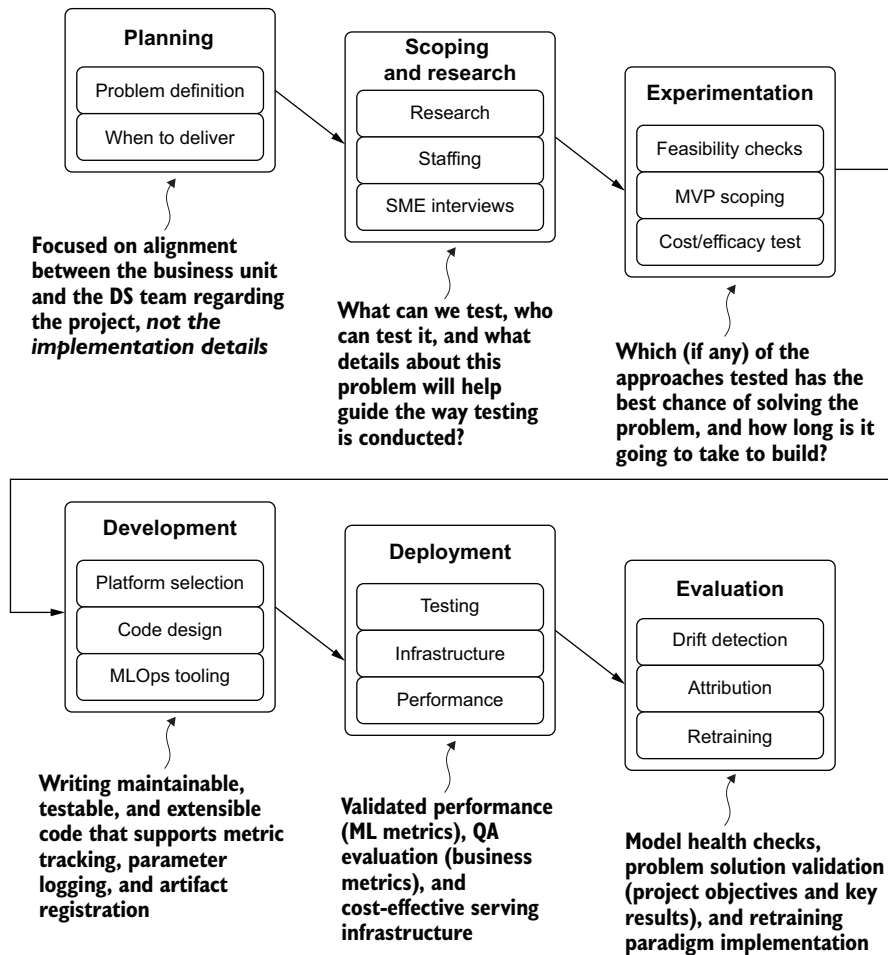 Planning
Problem definition
When to deliver
Focused on alignment
between the business unit
and the DS team regarding
the project, not the
implementation details
Scoping
and research
Research
Staffing
SME interviews
What can we test, who
can test it, and what
details about this
problem will help
guide the way testing
is conducted?
Experimentation
Feasibility checks
MVP scoping
Cost/efficacy test
Which (if any) of the
approaches tested has the
best chance of solving the
problem, and how long is it
going to take to build?
Development
Platform selection
Code design
MLOps tooling
Writing maintainable,
testable, and extensible
code that supports metric
tracking, parameter
logging, and artifact
registration
Deployment
Testing
Infrastructure
Performance
Validated performance
(ML metrics), QA
evaluation (business
metrics), and
cost-effective serving
infrastructure
Evaluation
Drift detection
Attribution
Retraining
Model health checks,
problem solution validation
(project objectives and key
results), and retraining
paradigm implementation